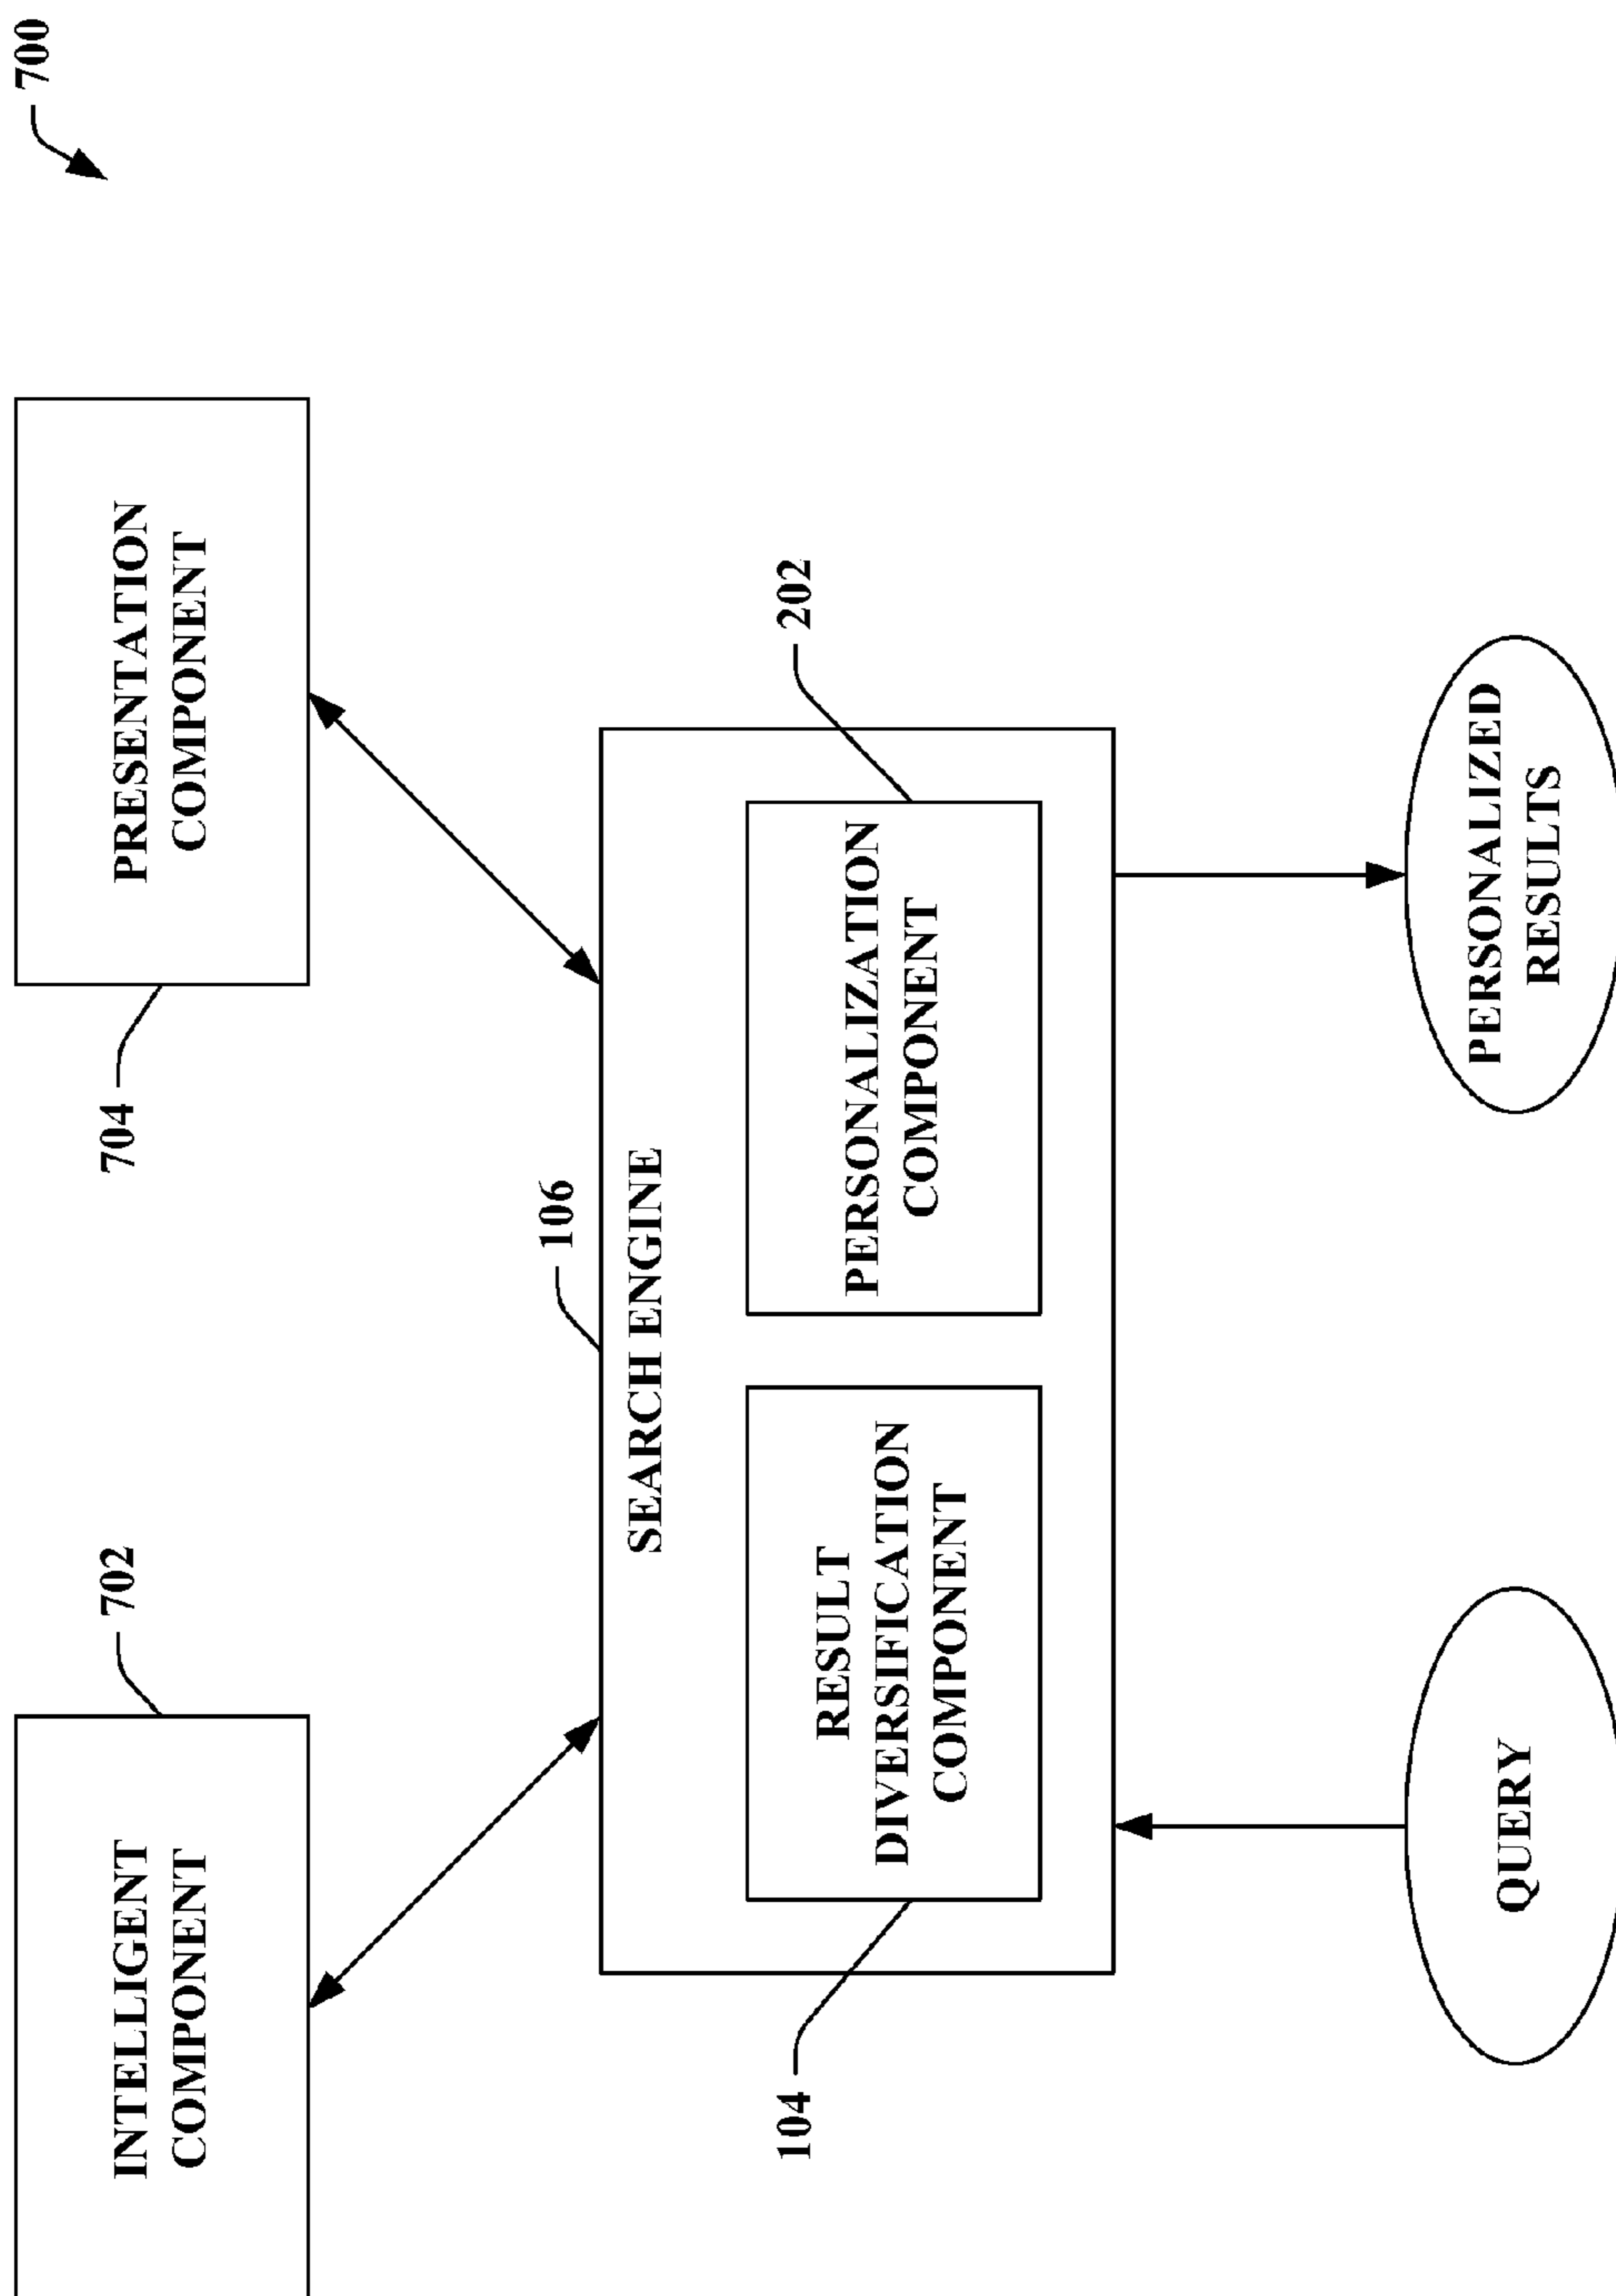 700
INTELLIGENT
COMPONENT
702
704
PRESENTATION
COMPONENT
106
SEARCH ENGINE
104
RESULT
DIVERSIFICATION
COMPONENT
PERSONALIZATION
COMPONENT
202
QUERY
PERSONALIZED
RESULTS